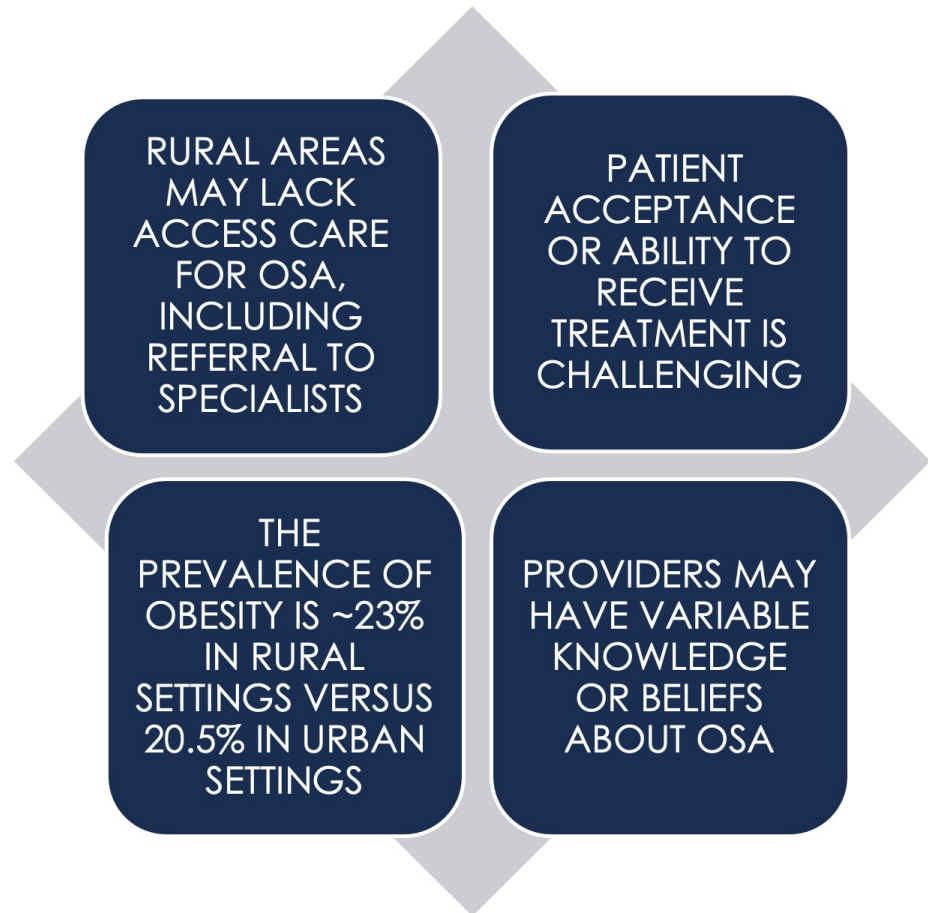 RURAL AREAS
MAY LACK
ACCESS CARE
FOR OSA,
INCLUDING
REFERRAL TO
SPECIALISTS
PATIENT
ACCEPTANCE
OR ABILITY TO
RECEIVE
TREATMENT IS
CHALLENGING
THE
PREVALENCE OF
OBESITY IS ~23%
IN RURAL
SETTINGS VERSUS
20.5% IN URBAN
SETTINGS
PROVIDERS MAY
HAVE VARIABLE
KNOWLEDGE
OR BELIEFS
ABOUT OSA